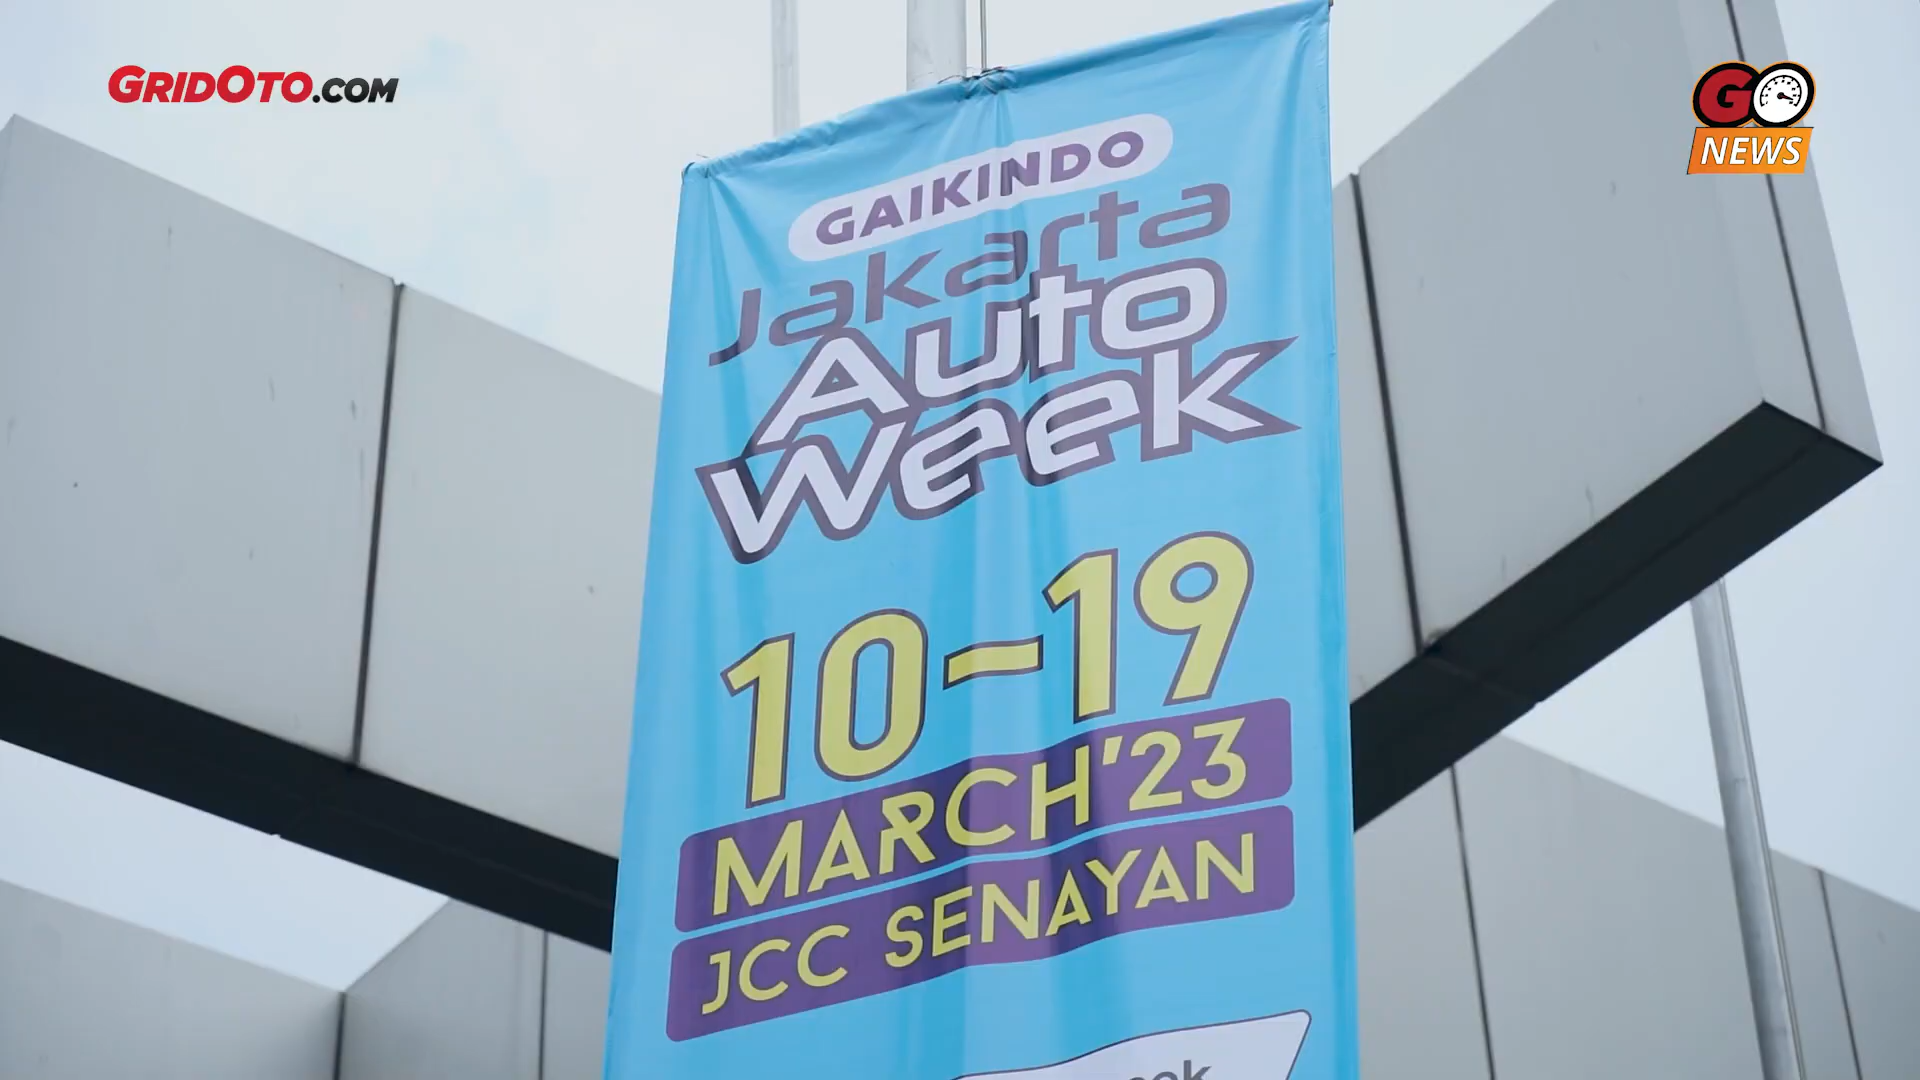 GRIDOTO.COM
GO
NEWS
GAIKINDO
Jakarta
Auto
Week
10-19
MARCH'23
JCC SENAYAN